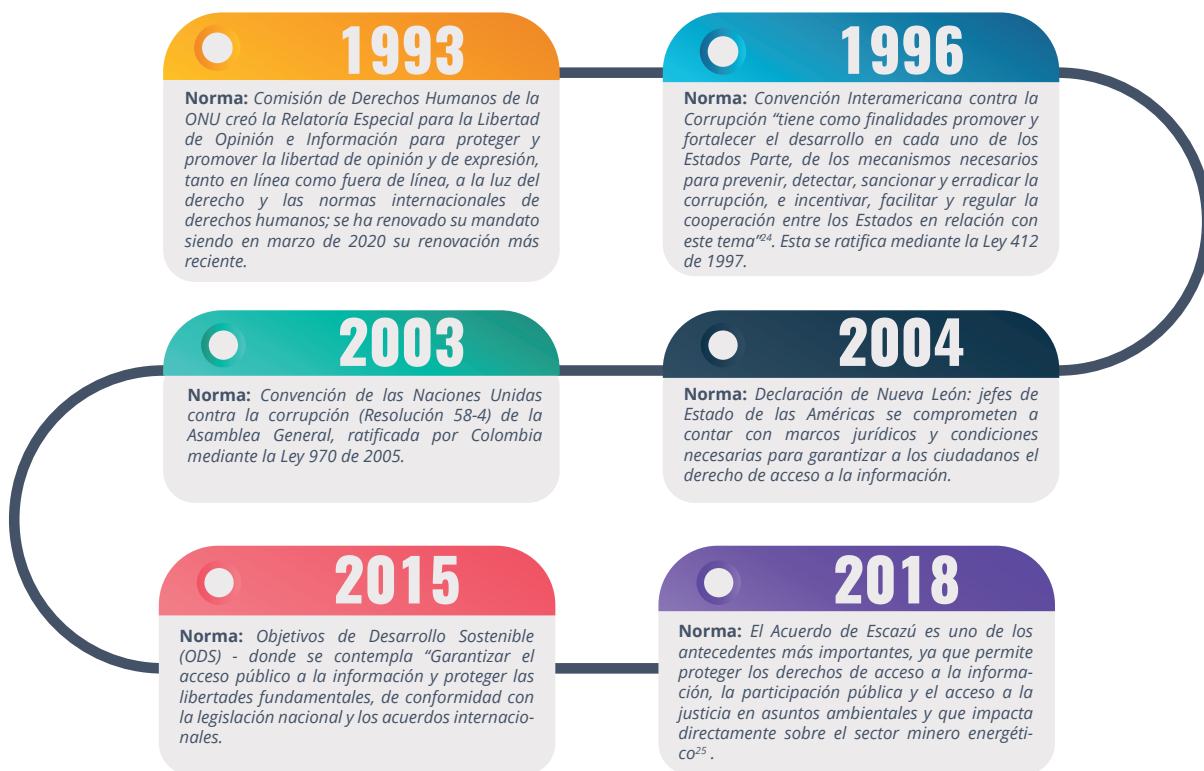 1993
Norma: Comisión de Derechos Humanos de la
ONU creó la Relatoría Especial para la Libertad
de Opinión e Información para proteger y
promover la libertad de opinión y de expresión,
tanto en línea como fuera de línea, a la luz del
derecho y las normas internacionales de
derechos humanos; se ha renovado su mandato
siendo en marzo de 2020 su renovación más
reciente.
1996
Norma: Convención Interamericana contra la
Corrupción “tiene como finalidades promover y
fortalecer el desarrollo en cada uno de los
Estados Parte, de los mecanismos necesarios
para prevenir, detectar, sancionar y erradicar la
corrupción, e incentivar, facilitar y regular la
cooperación entre los Estados en relación con
este tema”²⁴. Esta se ratifica mediante la Ley 412
de 1997.
2003
Norma: Convención de las Naciones Unidas
contra la corrupción (Resolución 58-4) de la
Asamblea General, ratificada por Colombia
mediante la Ley 970 de 2005.
2004
Norma: Declaración de Nueva León: jefes de
Estado de las Américas se comprometen a
contar con marcos jurídicos y condiciones
necesarias para garantizar a los ciudadanos el
derecho de acceso a la información.
2015
Norma: Objetivos de Desarrollo Sostenible
(ODS) - donde se contempla “Garantizar el
acceso público a la información y proteger las
libertades fundamentales, de conformidad con
la legislación nacional y los acuerdos internacio-
nales.
2018
Norma: El Acuerdo de Escazú es uno de los
antecedentes más importantes, ya que permite
proteger los derechos de acceso a la informa-
ción, la participación pública y el acceso a la
justicia en asuntos ambientales y que impacta
directamente sobre el sector minero energéti-
co²⁵ .